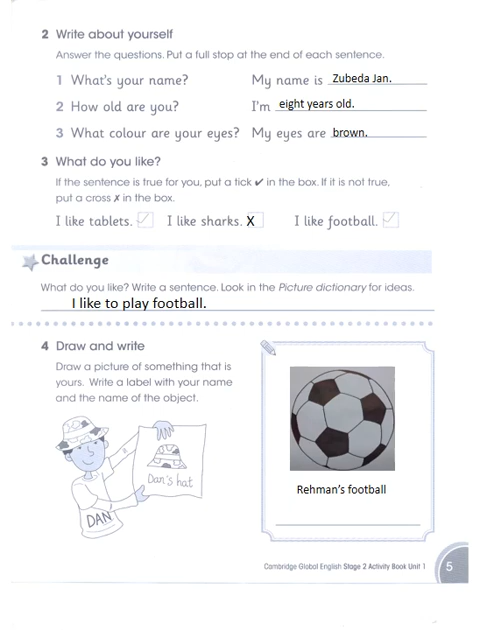 2 Write about yourself
Answer the questions. Put a full stop at the end of each sentence.
1 What's your name? My name is Zubeda Jan.
2 How old are you? I'm eight years old.
3 What colour are your eyes? My eyes are brown.
3 What do you like?
If the sentence is true for you, put a tick ✔ in the box. If it is not true,
put a cross ✗ in the box.
I like tablets. ✓ I like sharks. X I like football. ✓
Challenge
What do you like? Write a sentence. Look in the Picture dictionary for ideas.
I like to play football.
4 Draw and write
Draw a picture of something that is
yours. Write a label with your name
and the name of the object.
Dan's hat
DAN
Rehman's football
Cambridge Global English Stage 2 Activity Book Unit 1 5